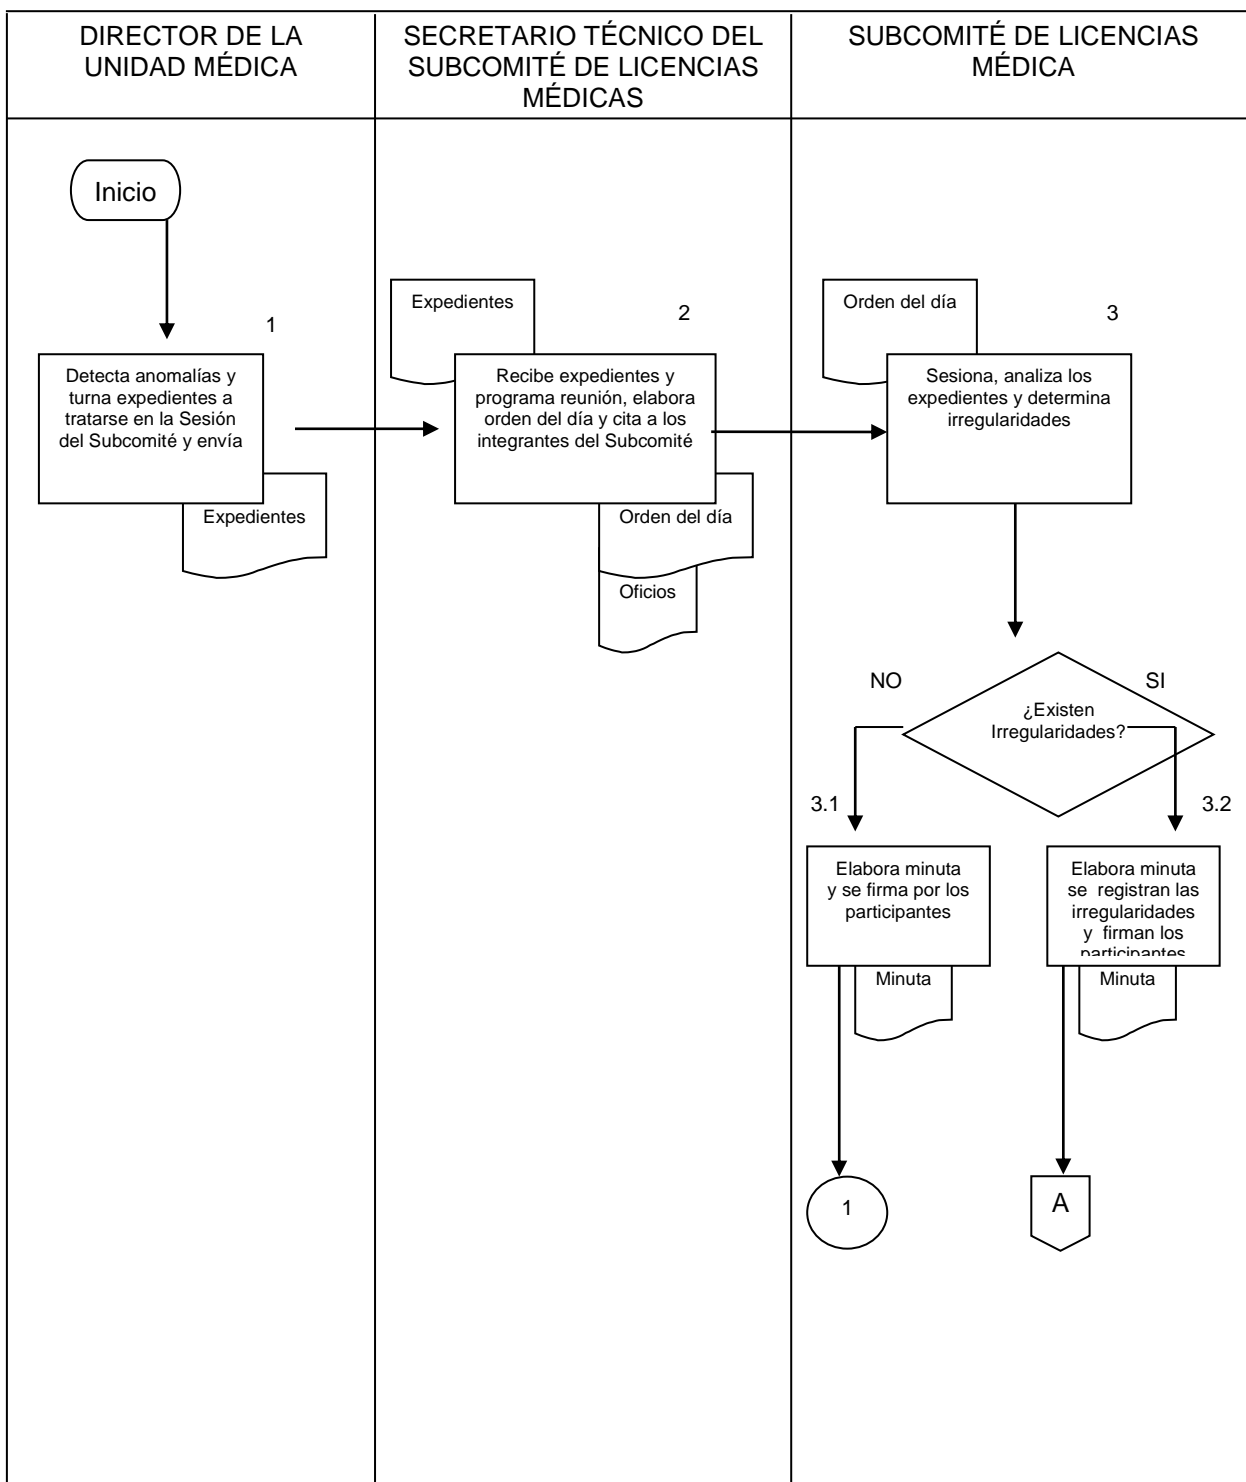 DIRECTOR DE LA
UNIDAD MÉDICA
SECRETARIO TÉCNICO DEL
SUBCOMITÉ DE LICENCIAS
MÉDICAS
SUBCOMITÉ DE LICENCIAS
MÉDICA
Inicio
1
Detecta anomalías y
turna expedientes a
tratarse en la Sesión
del Subcomité y envía
Expedientes
Expedientes
2
Recibe expedientes y
programa reunión, elabora
orden del día y cita a los
integrantes del Subcomité
Orden del día
Oficios
Orden del día
3
Sesiona, analiza los
expedientes y determina
irregularidades
NO
SI
¿Existen
Irregularidades?
3.1
Elabora minuta
y se firma por los
participantes
Minuta
1
3.2
Elabora minuta
se registran las
irregularidades
y firman los
participantes
Minuta
A